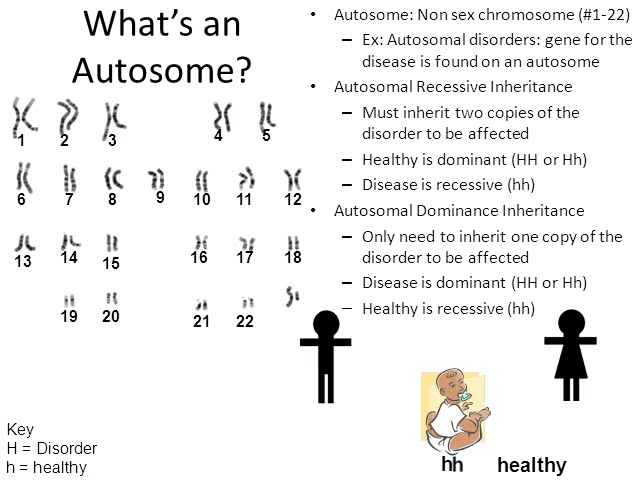 What's an
Autosome?
1 2 3 4 5
6 7 8 9 10 11 12
13 14 15 16 17 18
19 20 21 22
• Autosome: Non sex chromosome (#1-22)
– Ex: Autosomal disorders: gene for the
disease is found on an autosome
• Autosomal Recessive Inheritance
– Must inherit two copies of the
disorder to be affected
– Healthy is dominant (HH or Hh)
– Disease is recessive (hh)
• Autosomal Dominance Inheritance
– Only need to inherit one copy of the
disorder to be affected
– Disease is dominant (HH or Hh)
– Healthy is recessive (hh)
Key
H = Disorder
h = healthy
hh healthy